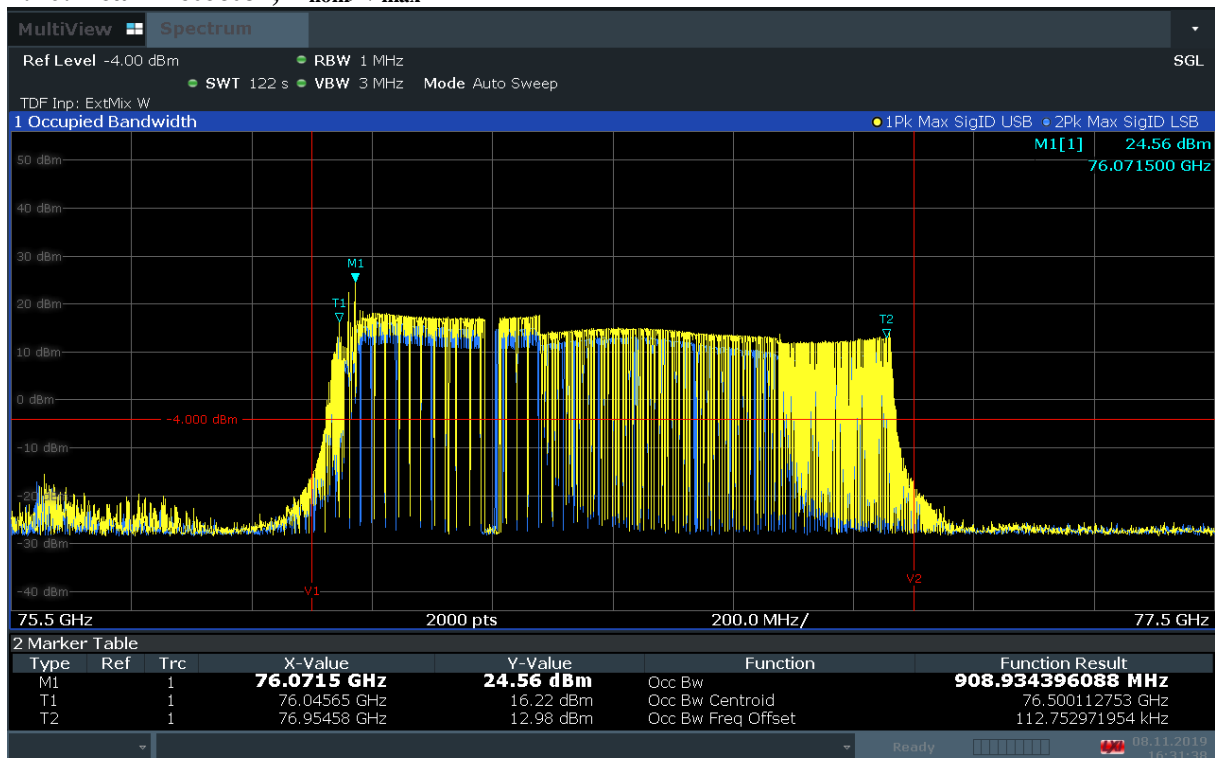 MultiView Spectrum
Ref Level -4.00 dBm RBW 1 MHz SGL
SWT 122 s VBW 3 MHz Mode Auto Sweep
TDF Inp: ExtMix W
1 Occupied Bandwidth 1Pk Max SigID USB 2Pk Max SigID LSB
M1[1] 24.56 dBm
76.071500 GHz
50 dBm
40 dBm
30 dBm
M1
20 dBm
T1
T2
10 dBm
0 dBm
-4.000 dBm
-10 dBm
-30 dBm
-40 dBm
V1
V2
75.5 GHz 2000 pts 200.0 MHz/ 77.5 GHz
2 Marker Table
Type Ref Trc X-Value Y-Value Function Function Result
M1 1 76.0715 GHz 24.56 dBm Occ Bw 908.934396088 MHz
T1 1 76.04565 GHz 16.22 dBm Occ Bw Centroid 76.500112753 GHz
T2 1 76.95458 GHz 12.98 dBm Occ Bw Freq Offset 112.752971954 kHz
Ready 08.11.2019
16:31:38